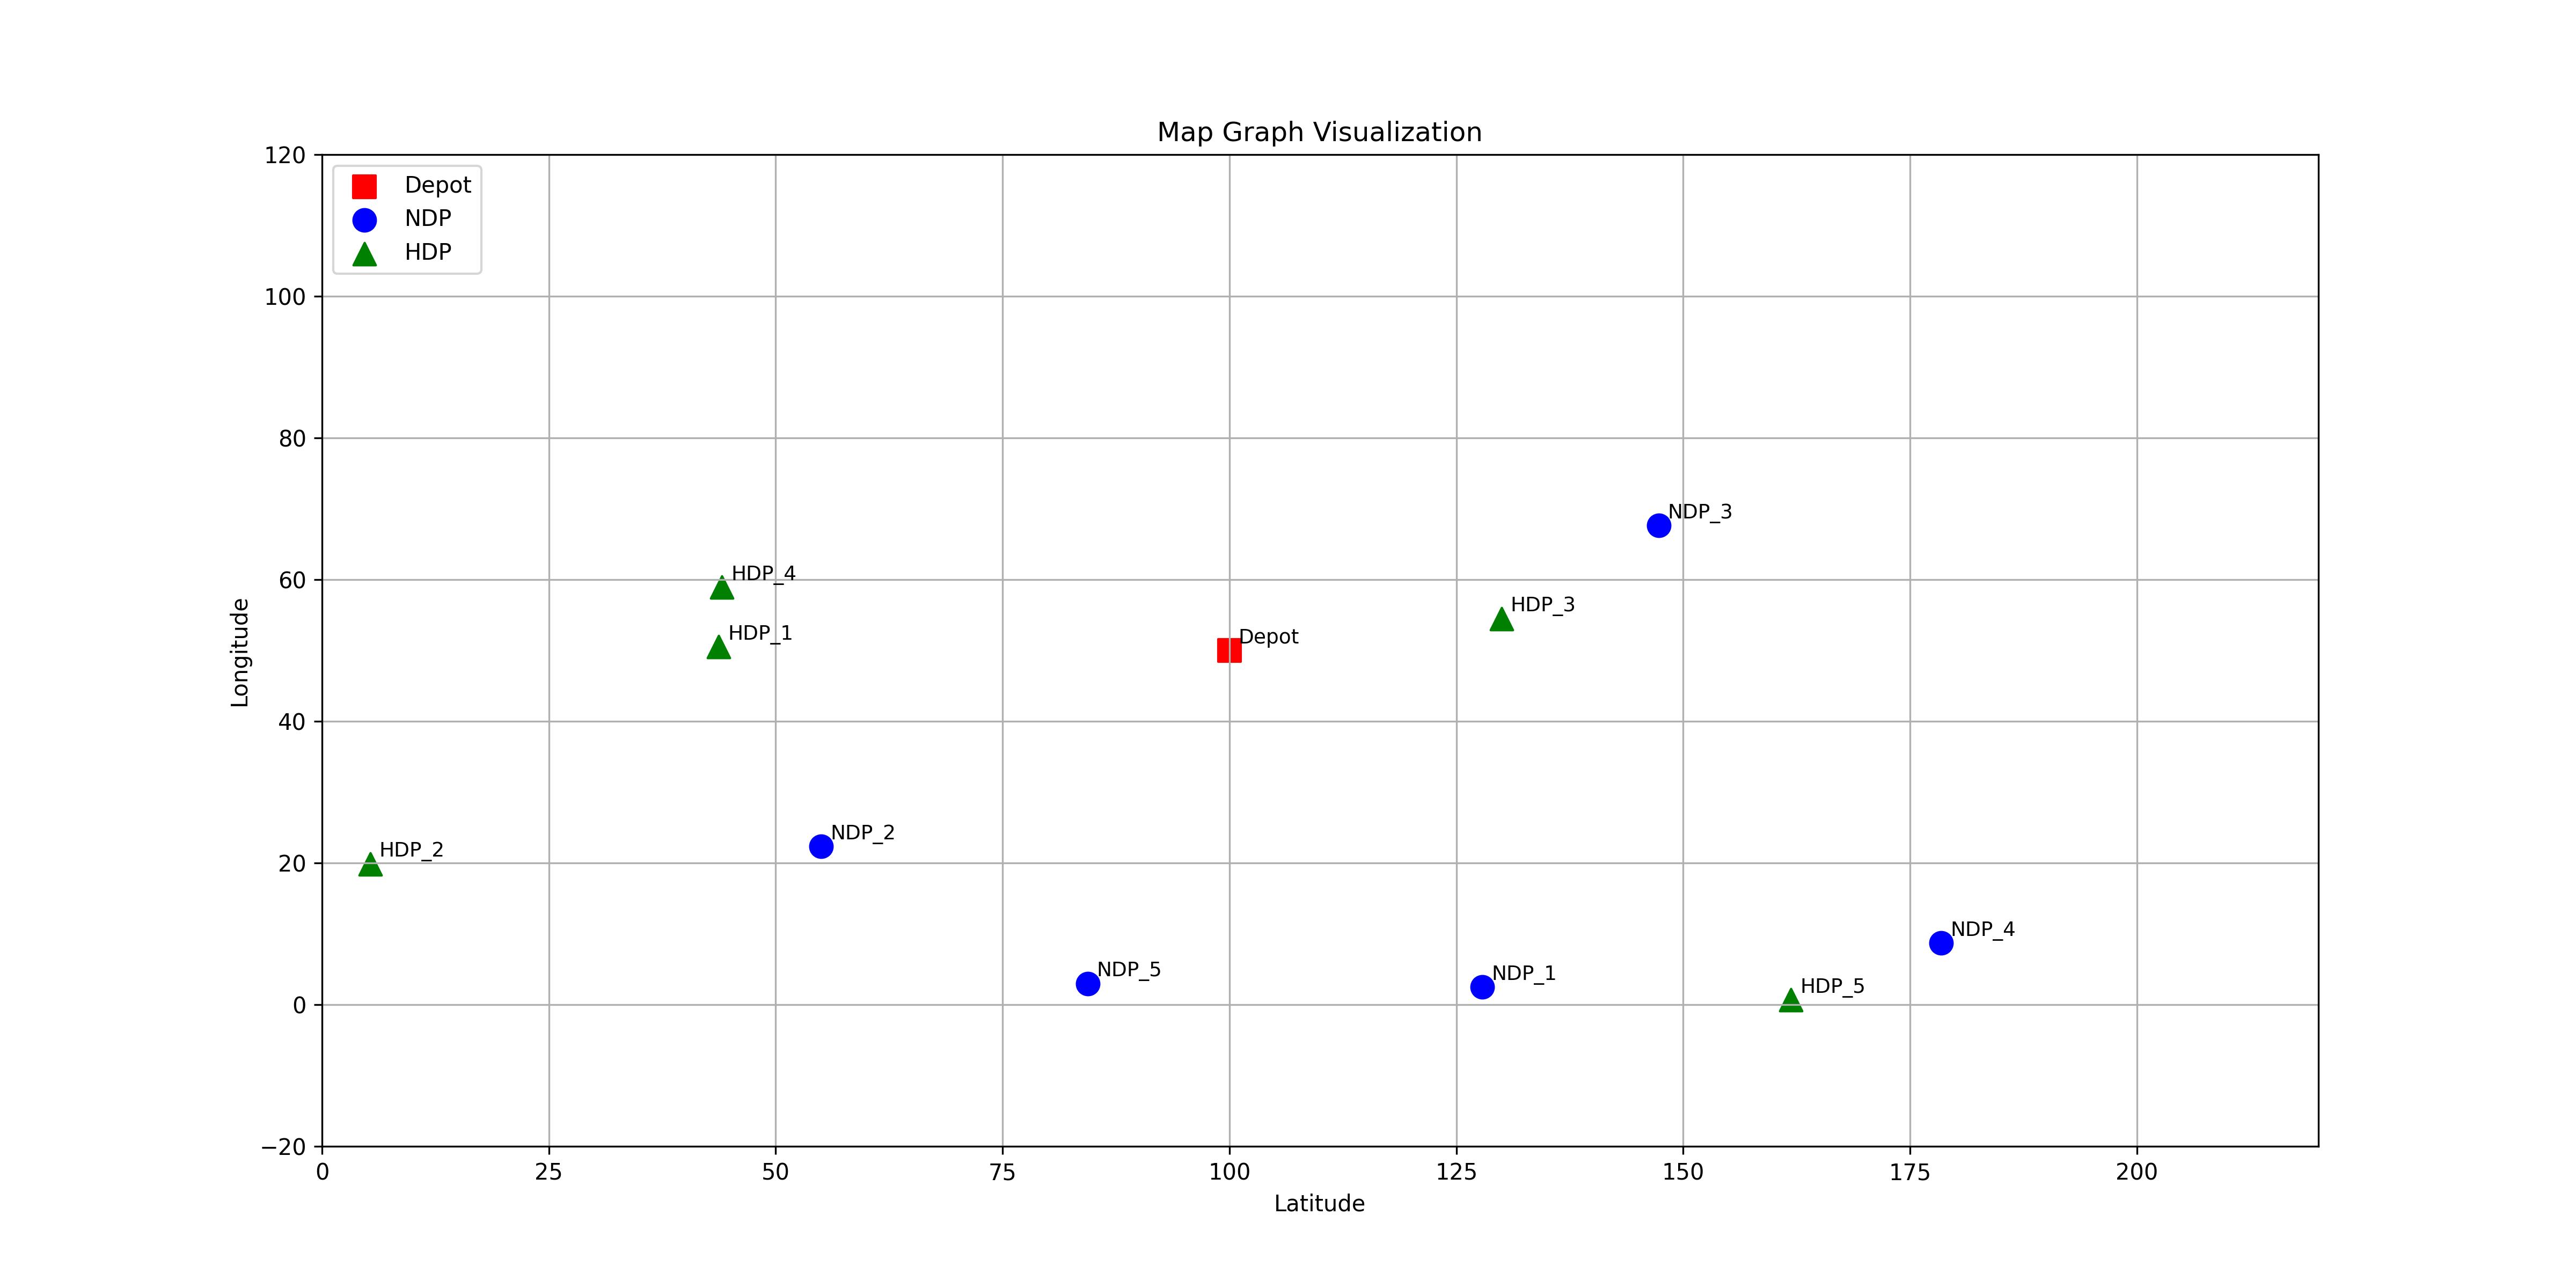 Map Graph Visualization
120
100
80
60
40
20
0
−20
Longitude
Depot
NDP
HDP
NDP_3
HDP_4
HDP_3
HDP_1
Depot
NDP_2
HDP_2
NDP_4
NDP_5
NDP_1
HDP_5
0
25
50
75
100
125
150
175
200
Latitude